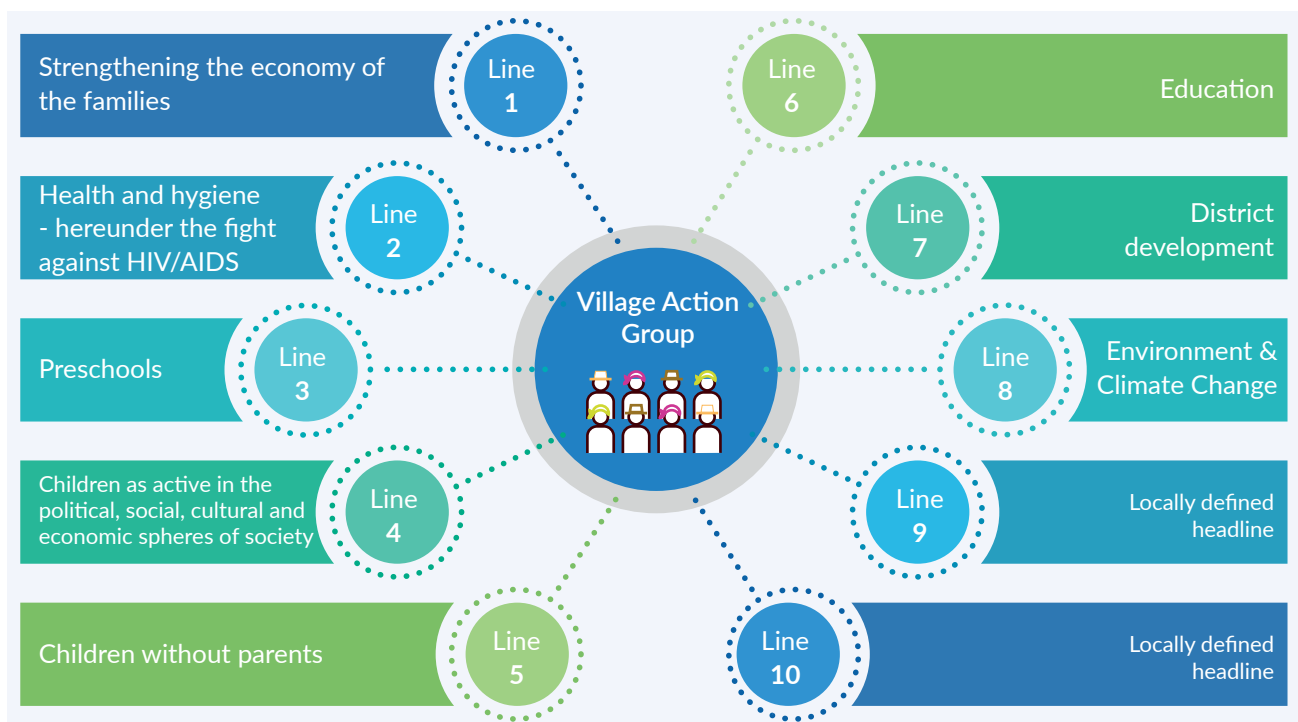 Strengthening the economy of
the families
Line
1
Health and hygiene
- hereunder the fight
against HIV/AIDS
Line
2
Preschools
Line
3
Children as active in the
political, social, cultural and
economic spheres of society
Line
4
Children without parents
Line
5
Village Action
Group
Line
6
Education
Line
7
District
development
Line
8
Environment &
Climate Change
Line
9
Locally defined
headline
Line
10
Locally defined
headline